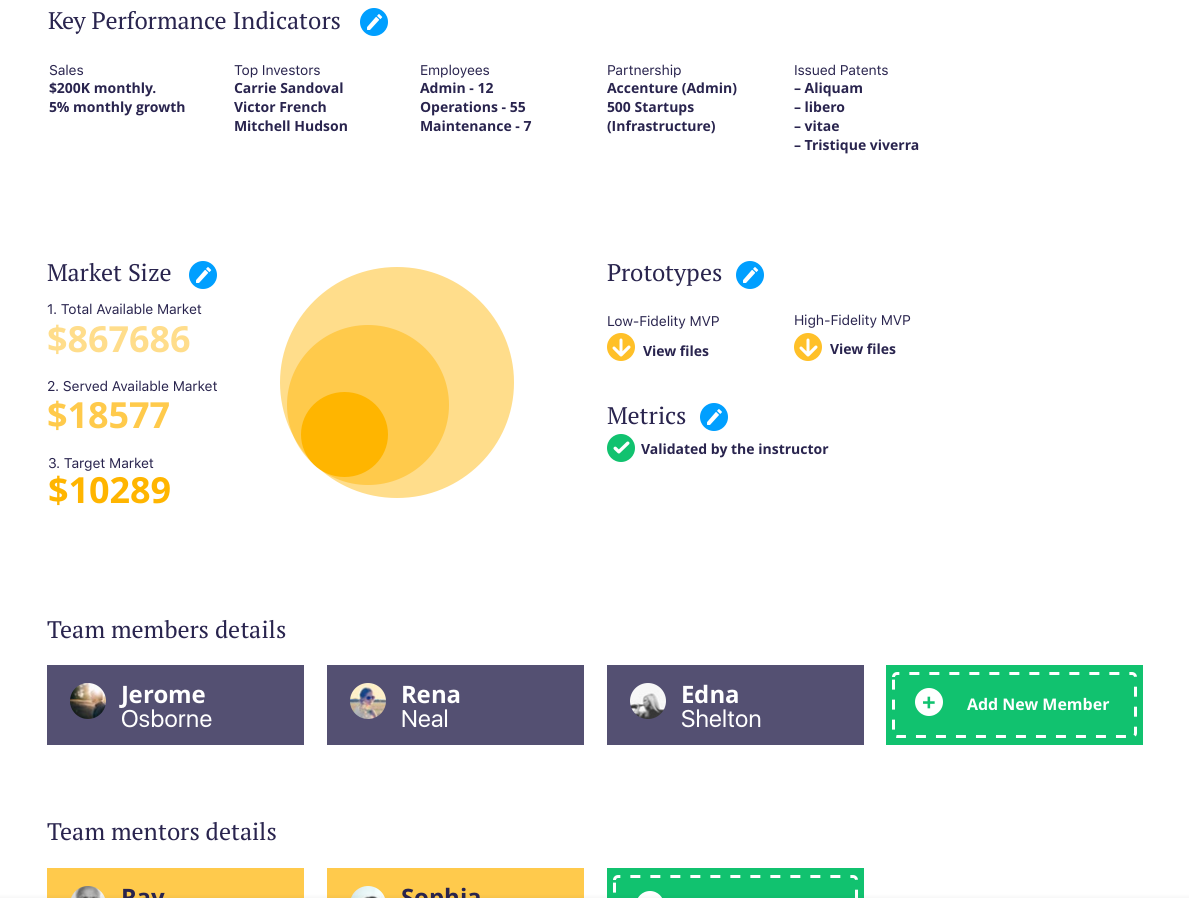 Key Performance Indicators
Sales
$200K monthly.
5% monthly growth
Top Investors
Carrie Sandoval
Victor French
Mitchell Hudson
Employees
Admin - 12
Operations - 55
Maintenance - 7
Partnership
Accenture (Admin)
500 Startups
(Infrastructure)
Issued Patents
– Aliquam
– libero
– vitae
– Tristique viverra
Market Size
1. Total Available Market
$867686
2. Served Available Market
$18577
3. Target Market
$10289
Prototypes
Low-Fidelity MVP
View files
High-Fidelity MVP
View files
Metrics
Validated by the instructor
Team members details
Jerome
Osborne
Rena
Neal
Edna
Shelton
Add New Member
Team mentors details
Ray
Sophia